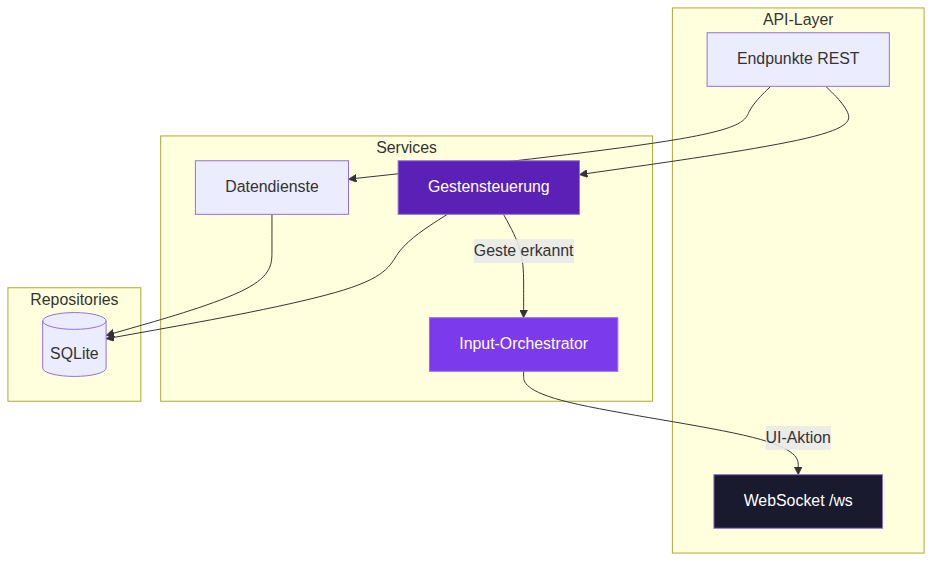 API-Layer
Endpunkte REST
Services
Datendienste
Gestensteuerung
Geste erkannt
Repositories
SQLite
Input-Orchestrator
UI-Aktion
WebSocket /ws